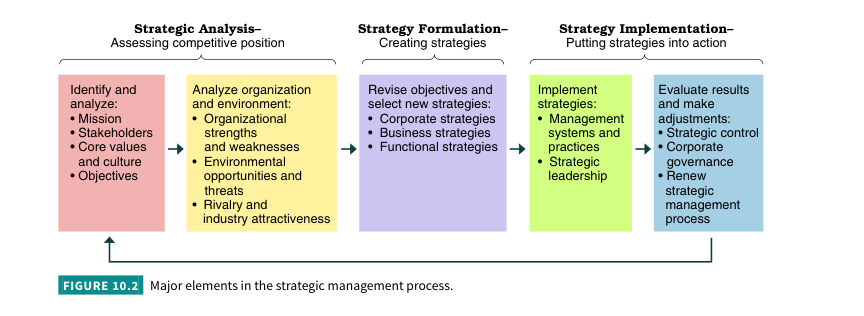 Strategic Analysis–
Assessing competitive position
Strategy Formulation–
Creating strategies
Strategy Implementation–
Putting strategies into action
Identify and
analyze:
• Mission
• Stakeholders
• Core values
and culture
• Objectives
Analyze organization
and environment:
• Organizational
strengths
and weaknesses
• Environmental
opportunities and
threats
• Rivalry and
industry attractiveness
Revise objectives and
select new strategies:
• Corporate strategies
• Business strategies
• Functional strategies
Implement
strategies:
• Management
systems and
practices
• Strategic
leadership
Evaluate results
and make
adjustments:
• Strategic control
• Corporate
governance
• Renew
strategic
management
process
FIGURE 10.2 Major elements in the strategic management process.